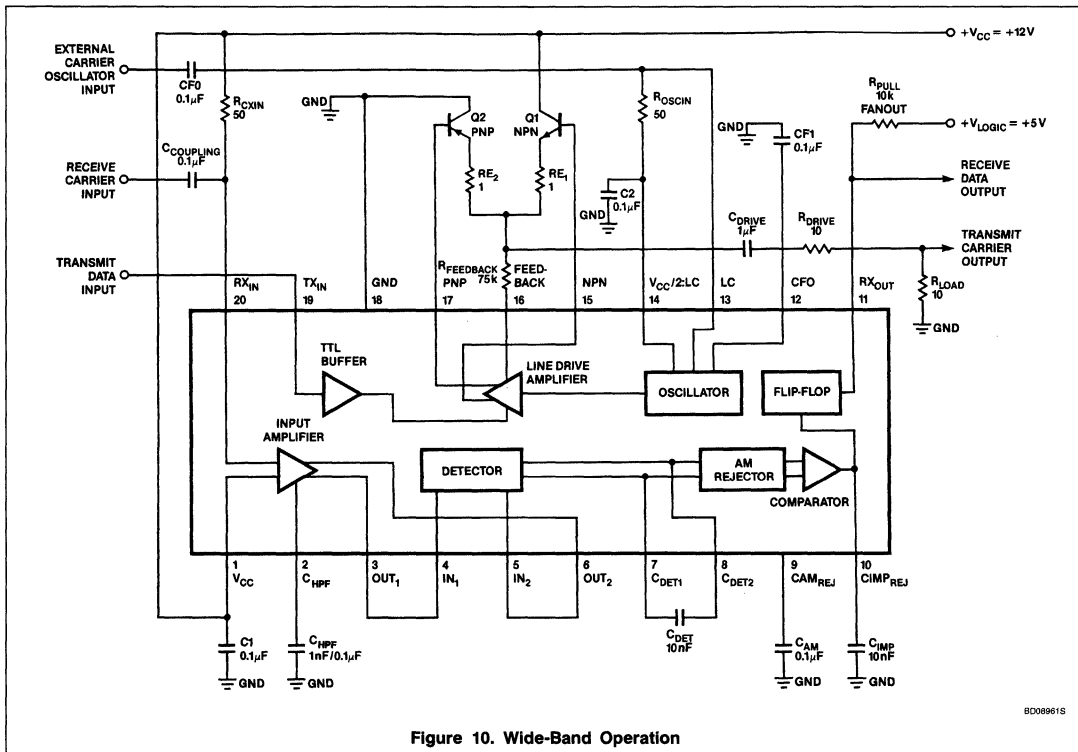 +VCC = +12V
EXTERNAL
CARRIER
OSCILLATOR
INPUT
CF0
0.1μF
RCXIN
50
GND
Q2
PNP
Q1
NPN
ROSCIN
50
GND
CF1
0.1μF
RPULL
10k
FANOUT
+VLOGIC = +5V
CCOUPLING
0.1μF
RECEIVE
CARRIER
INPUT
RE2
1
RE1
1
C2
0.1μF
GND
RECEIVE
DATA
OUTPUT
CDRIVE
1μF
RDRIVE
10
TRANSMIT
CARRIER
OUTPUT
TRANSMIT
DATA
INPUT
RFEEDBACK
75k
FEED-
BACK
RLOAD
10
GND
RXIN
20
TXIN
19
GND
18
PNP
17
16
NPN
15
VCC/2:LC
14
LC
13
CFO
12
RXOUT
11
TTL
BUFFER
LINE DRIVE
AMPLIFIER
OSCILLATOR
FLIP-FLOP
INPUT
AMPLIFIER
DETECTOR
AM
REJECTOR
COMPARATOR
1
VCC
2
CHPF
3
OUT1
4
IN1
5
IN2
6
OUT2
7
CDET1
8
CDET2
9
CAMREJ
10
CIMPREJ
C1
0.1μF
GND
CHPF
1nF/0.1μF
GND
CDET
10nF
CAM
0.1μF
GND
CIMP
10nF
GND
BD08961S
Figure 10. Wide-Band Operation